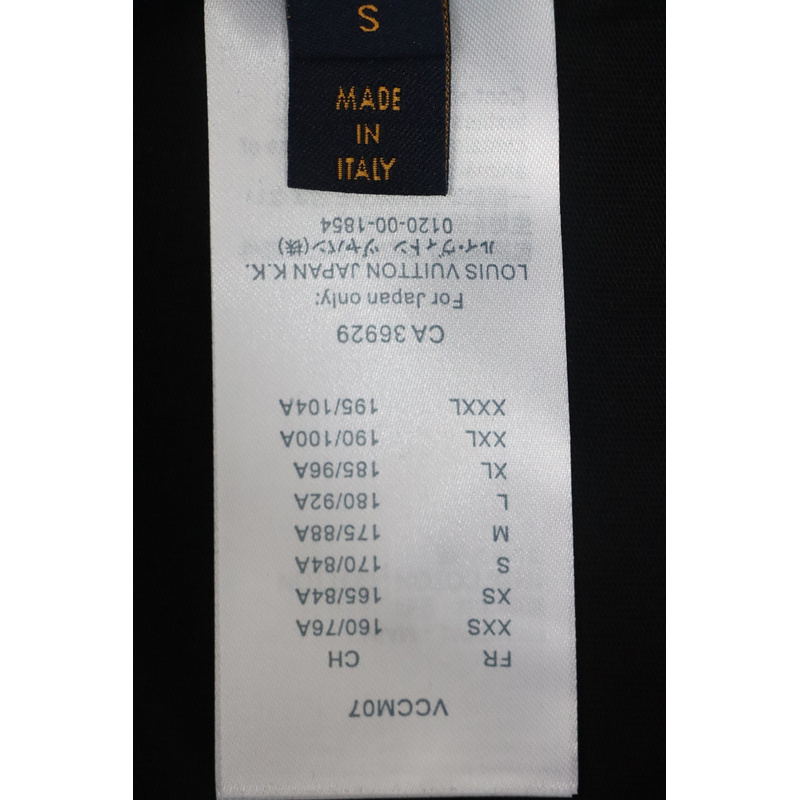 S
MADE
IN
ITALY
VCCM07
FR CH
XXS 160/76A
XS 165/84A
S 170/84A
M 175/88A
L 180/92A
XL 185/96A
XXL 190/100A
XXXL 195/104A
CA 36929
For Japan only:
LOUIS VUITTON JAPAN K.K.
ルイ・ヴィトン ジャパン(株)
0120-00-1854